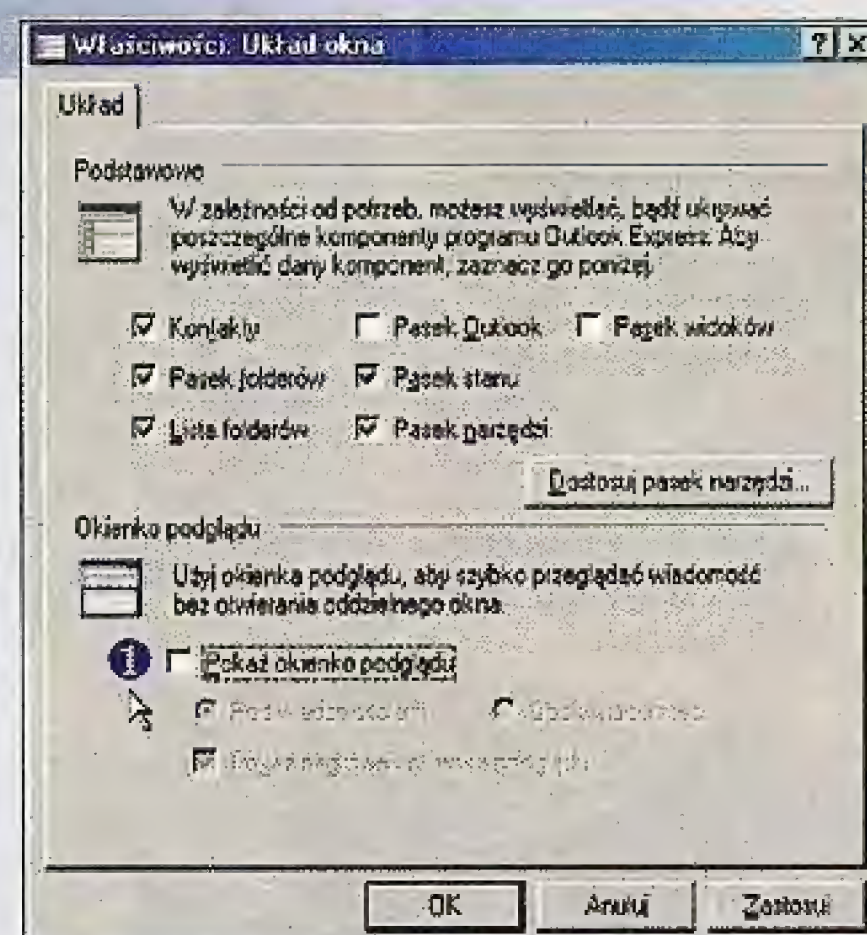 Właściwości: Układ okna
Układ
Podstawowe
W zależności od potrzeb, możesz wyświetlać, bądź ukrywać
poszczególne komponenty programu Outlook Express. Aby
wyświetlić dany komponent, zaznacz go poniżej.
Kontakty Pasek Outlook Pasek widoków
Pasek folderów Pasek stanu
Lista folderów Pasek narzędzi
Dostosuj pasek narzędzi...
Okienko podglądu
Użyj okienka podglądu, aby szybko przeglądać wiadomość
bez otwierania oddzielnego okna.
1 Pokaż okienko podglądu
OK Anuluj Zastosuj